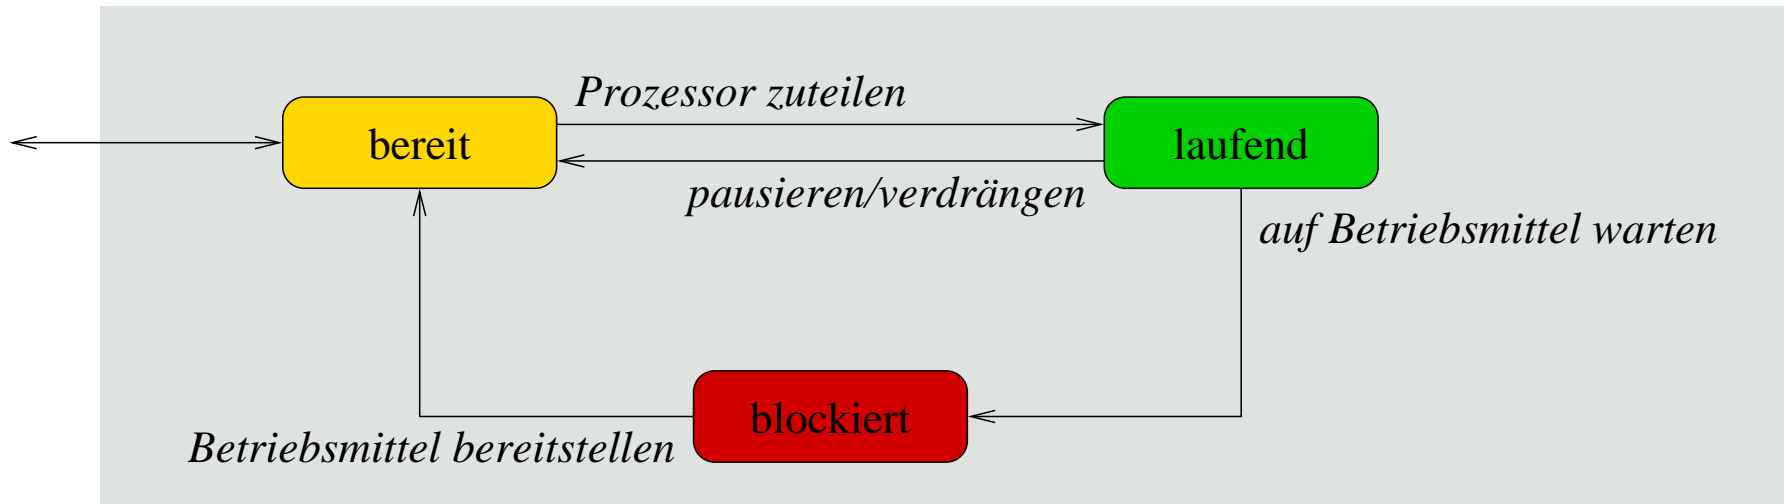 Prozessor zuteilen
bereit
laufend
pausieren/verdrängen
auf Betriebsmittel warten
blockiert
Betriebsmittel bereitstellen